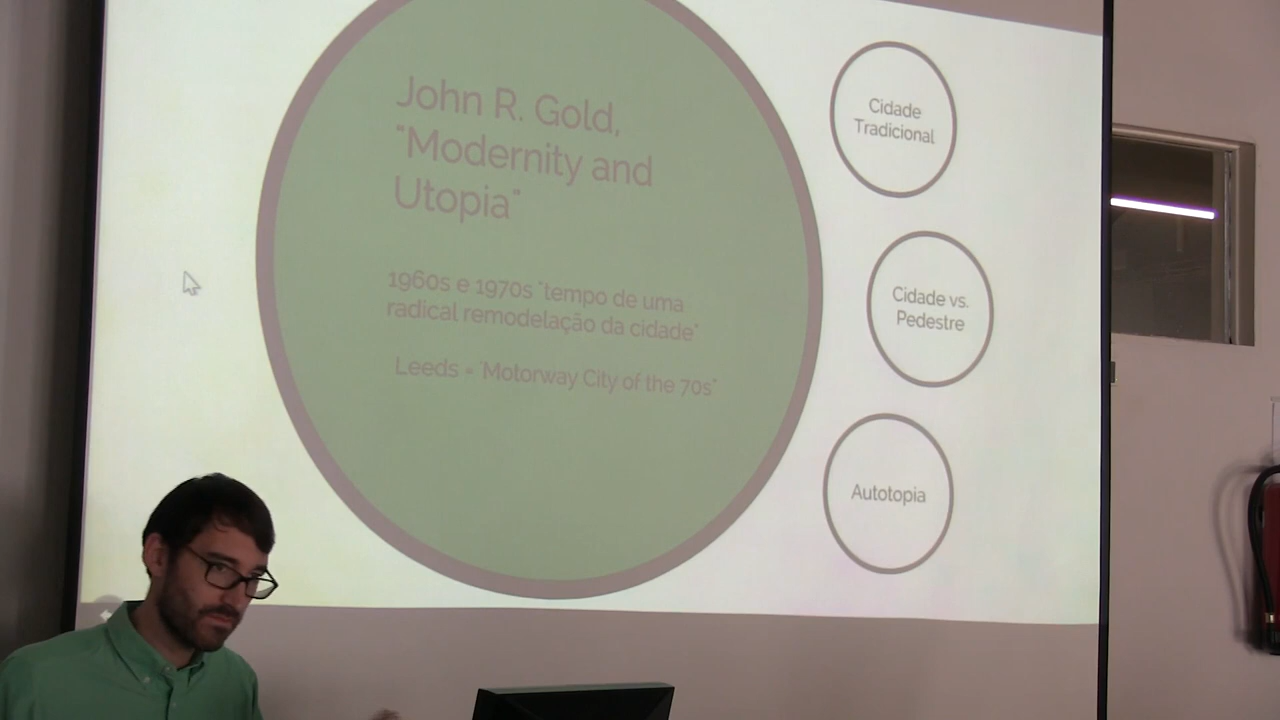 John R. Gold,
"Modernity and
Utopia"
1960s e 1970s "tempo de uma
radical remodelação da cidade"
Leeds = "Motorway City of the 70s"
Cidade
Tradicional
Cidade vs.
Pedestre
Autotopia